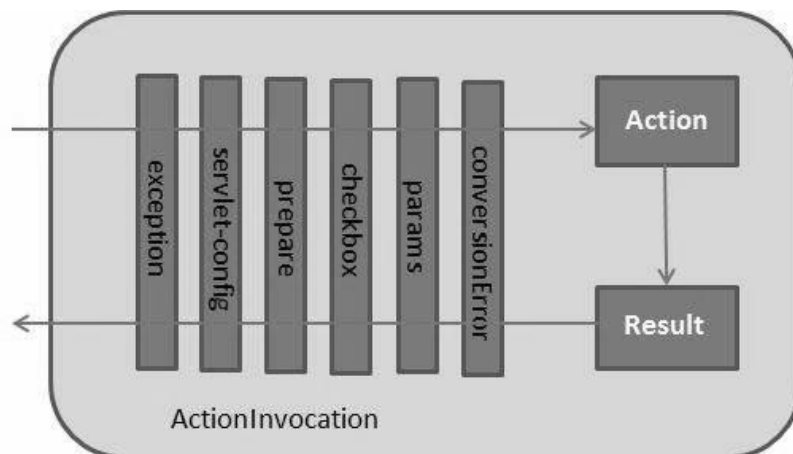 exception
servlet-config
prepare
checkbox
params
conversionError
Action
Result
ActionInvocation